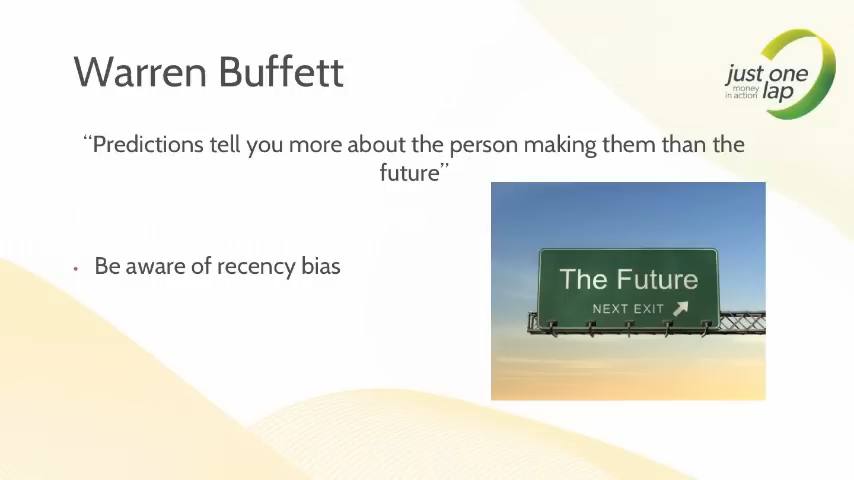 Warren Buffett
just one
money
in action lap
“Predictions tell you more about the person making them than the
future”
• Be aware of recency bias
The Future
NEXT EXIT